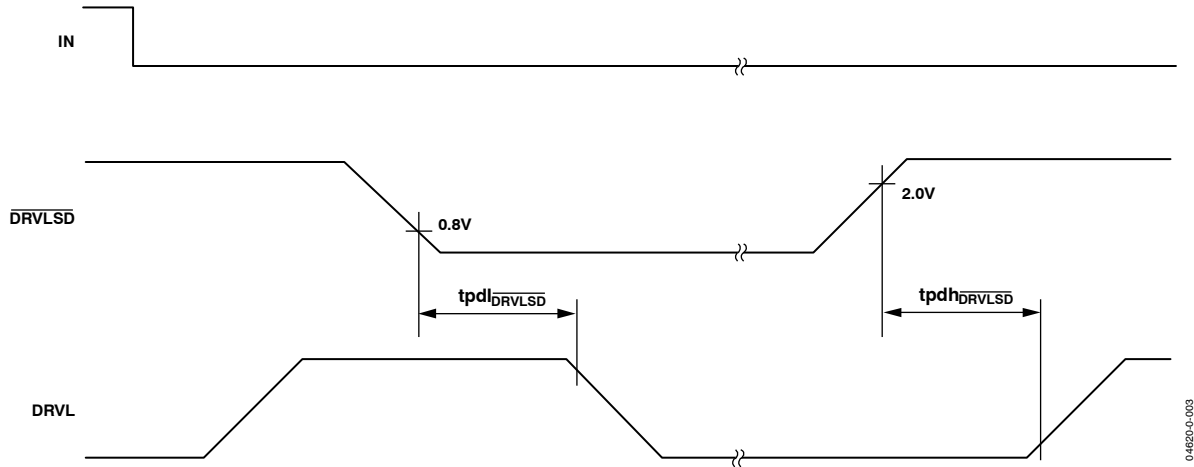 IN
DRVLSD
0.8V
2.0V
tpdlDRVLSD
tpdhDRVLSD
DRVL
04620-0-003